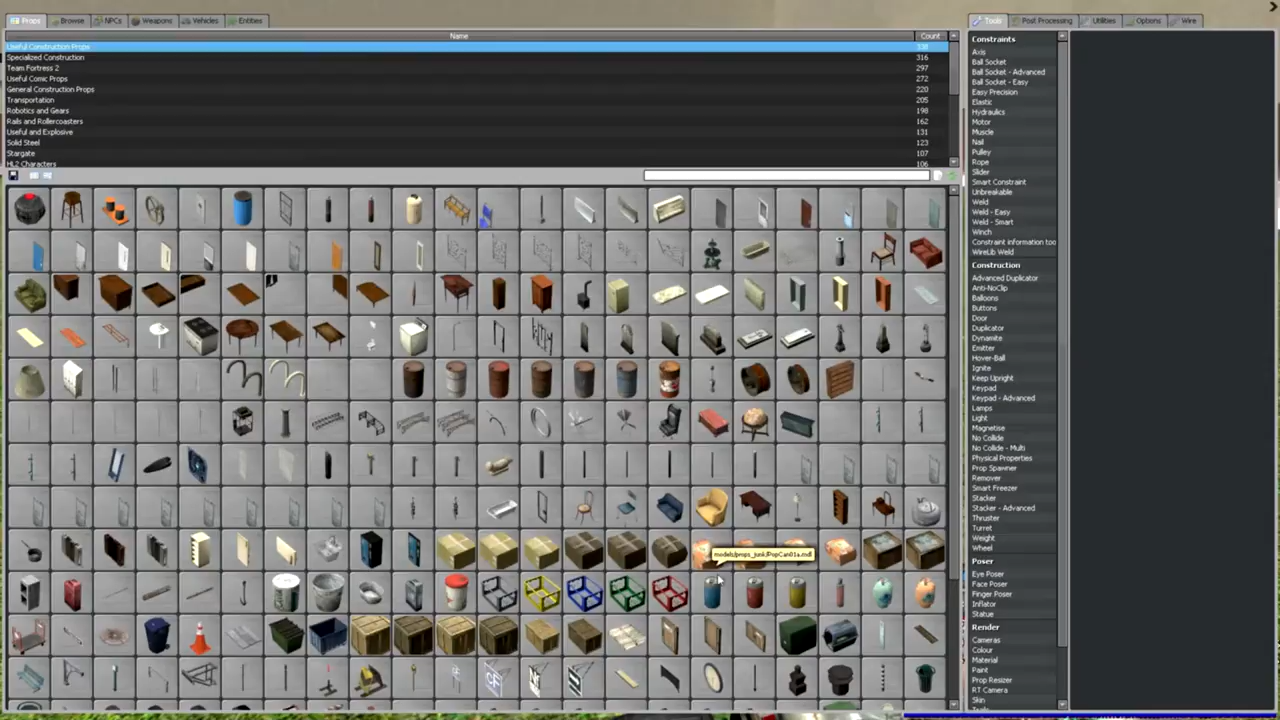 Props Browse NPCs Weapons Vehicles Entities
Tools Post Processing Utilities Options Wire
Name Count
Useful Construction Props 338
Specialized Construction 316
Team Fortress 2 297
Useful Comic Props 272
General Construction Props 220
Transportation 205
Robotics and Gears 198
Rails and Rollercoasters 162
Useful and Explosive 131
Solid Steel 123
Stargate 107
HL2 Characters 106
models/props_junk/PopCan01a.mdl
Constraints
Axis
Ball Socket
Ball Socket - Advanced
Ball Socket - Easy
Easy Precision
Elastic
Hydraulics
Motor
Muscle
Nail
Pulley
Rope
Slider
Smart Constraint
Unbreakable
Weld
Weld - Easy
Weld - Smart
Winch
Constraint information too
WireLib Weld
Construction
Advanced Duplicator
Anti-NoClip
Balloons
Buttons
Door
Duplicator
Dynamite
Emitter
Hover-Ball
Ignite
Keep Upright
Keypad
Keypad - Advanced
Lamps
Light
Magnetise
No Collide
No Collide - Multi
Physical Properties
Prop Spawner
Remover
Smart Freezer
Stacker
Stacker - Advanced
Thruster
Turret
Weight
Wheel
Poser
Eye Poser
Face Poser
Finger Poser
Inflator
Statue
Render
Cameras
Colour
Material
Paint
Prop Resizer
RT Camera
Skin